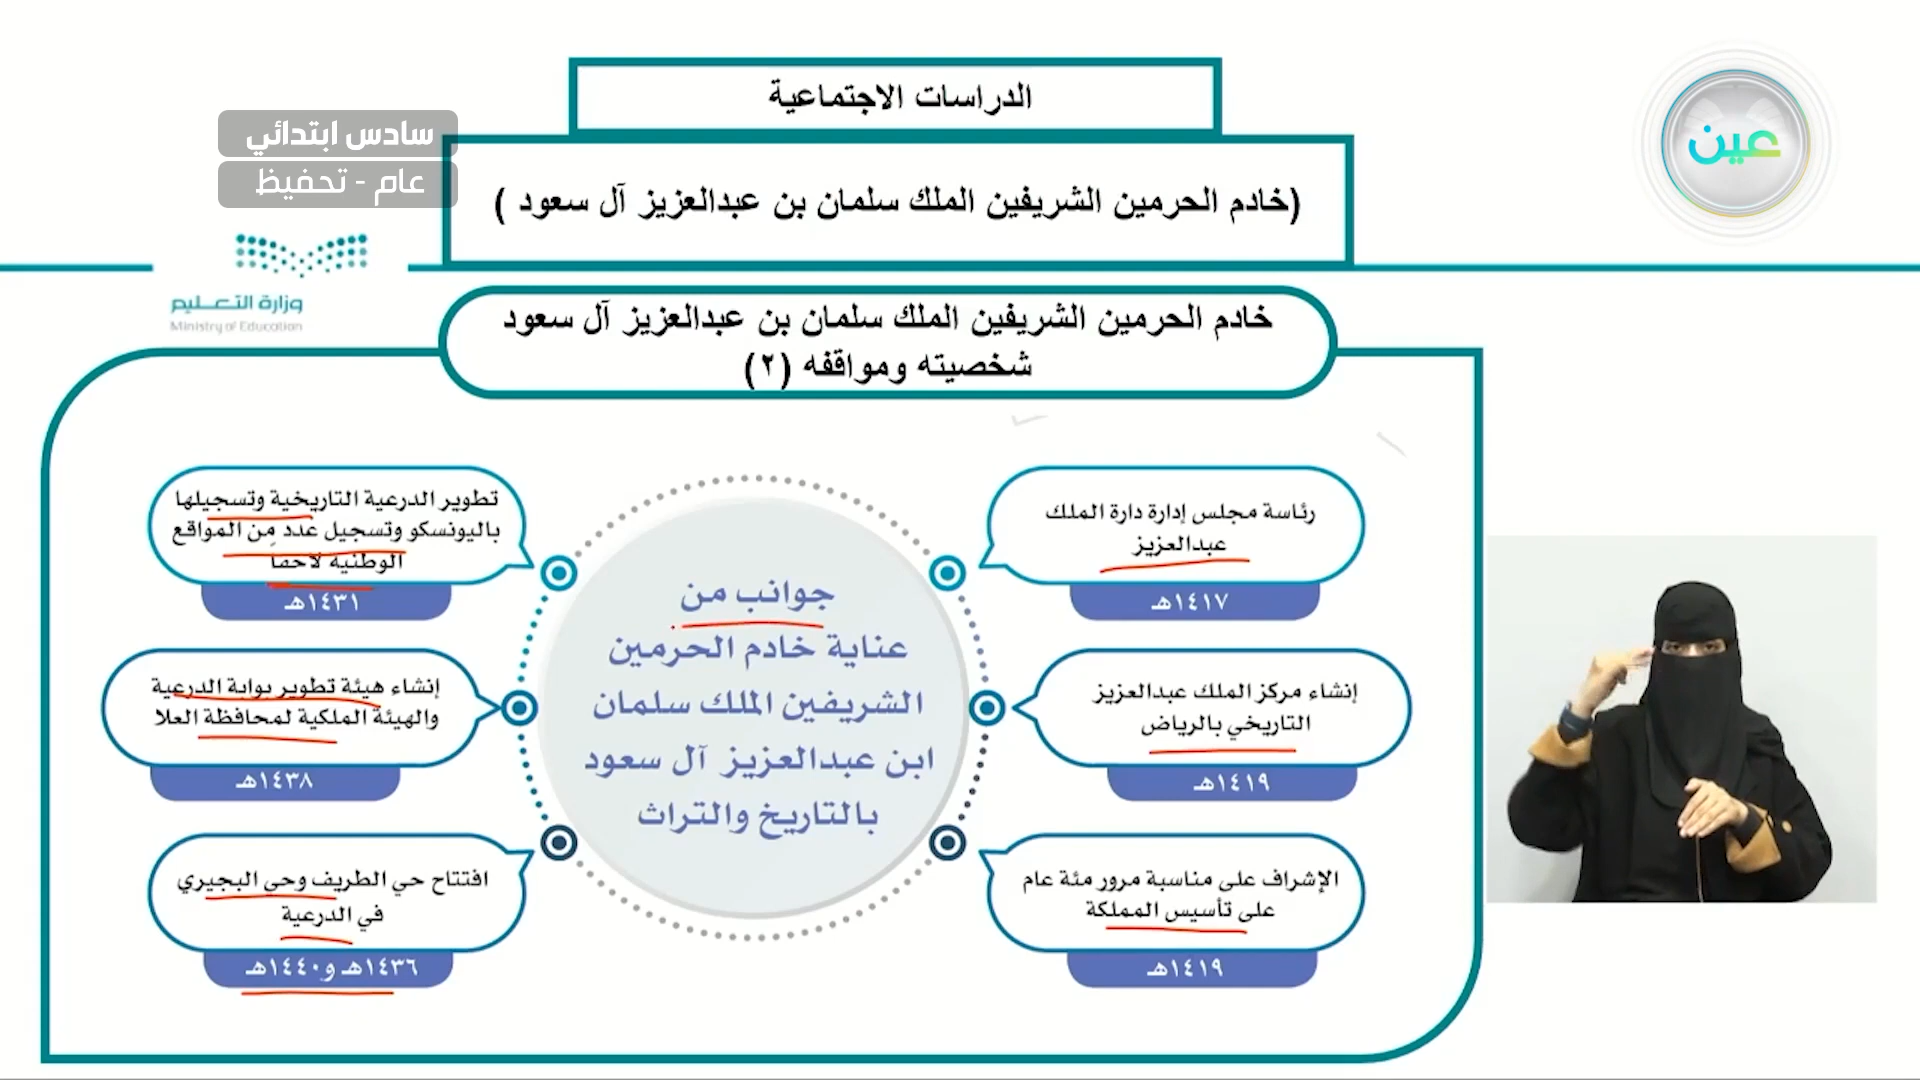 الدراسات الاجتماعية
عين
سادس ابتدائي
عام - تحفيظ
(خادم الحرمين الشريفين الملك سلمان بن عبدالعزيز آل سعود )
وزارة التعليم
Ministry of Education
خادم الحرمين الشريفين الملك سلمان بن عبدالعزيز آل سعود
شخصيته ومواقفه (٢)
جوانب من
عناية خادم الحرمين
الشريفين الملك سلمان
ابن عبدالعزيز آل سعود
بالتاريخ والتراث
رئاسة مجلس إدارة دارة الملك
عبدالعزيز
١٤١٧هـ
إنشاء مركز الملك عبدالعزيز
التاريخي بالرياض
١٤١٩هـ
الإشراف على مناسبة مرور مئة عام
على تأسيس المملكة
١٤١٩هـ
تطوير الدرعية التاريخية وتسجيلها
باليونسكو وتسجيل عدد من المواقع
الوطنية لاحقاً
١٤٣١هـ
إنشاء هيئة تطوير بوابة الدرعية
والهيئة الملكية لمحافظة العلا
١٤٣٨هـ
افتتاح حي الطريف وحي البجيري
في الدرعية
١٤٣٦هـ و١٤٤٠هـ